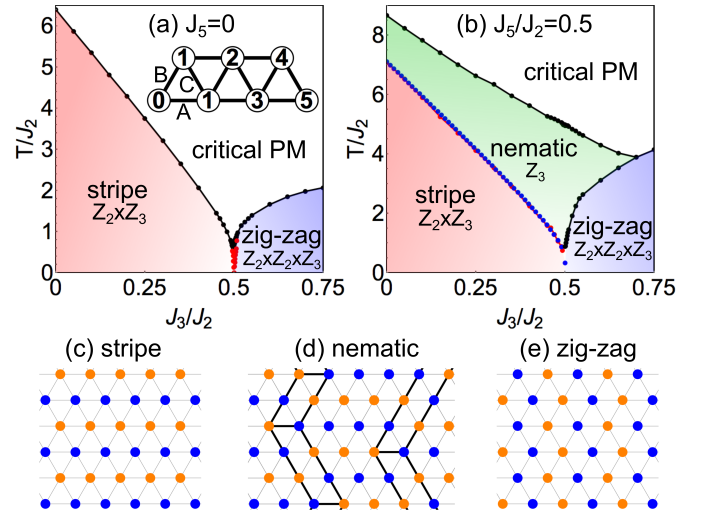 (a) J₅=0
6
5
4
3
2
1
0
T/J₂
0
0.25
0.5
0.75
J₃/J₂
1 2 4
B C
0 1 3 5
A
critical PM
stripe
Z₂xZ₃
zig-zag
Z₂xZ₂xZ₃
(b) J₅/J₂=0.5
8
6
4
2
0
T/J₂
0
0.25
0.5
0.75
J₃/J₂
critical PM
nematic
Z₃
stripe
Z₂xZ₃
zig-zag
Z₂xZ₂xZ₃
(c) stripe
(d) nematic
(e) zig-zag